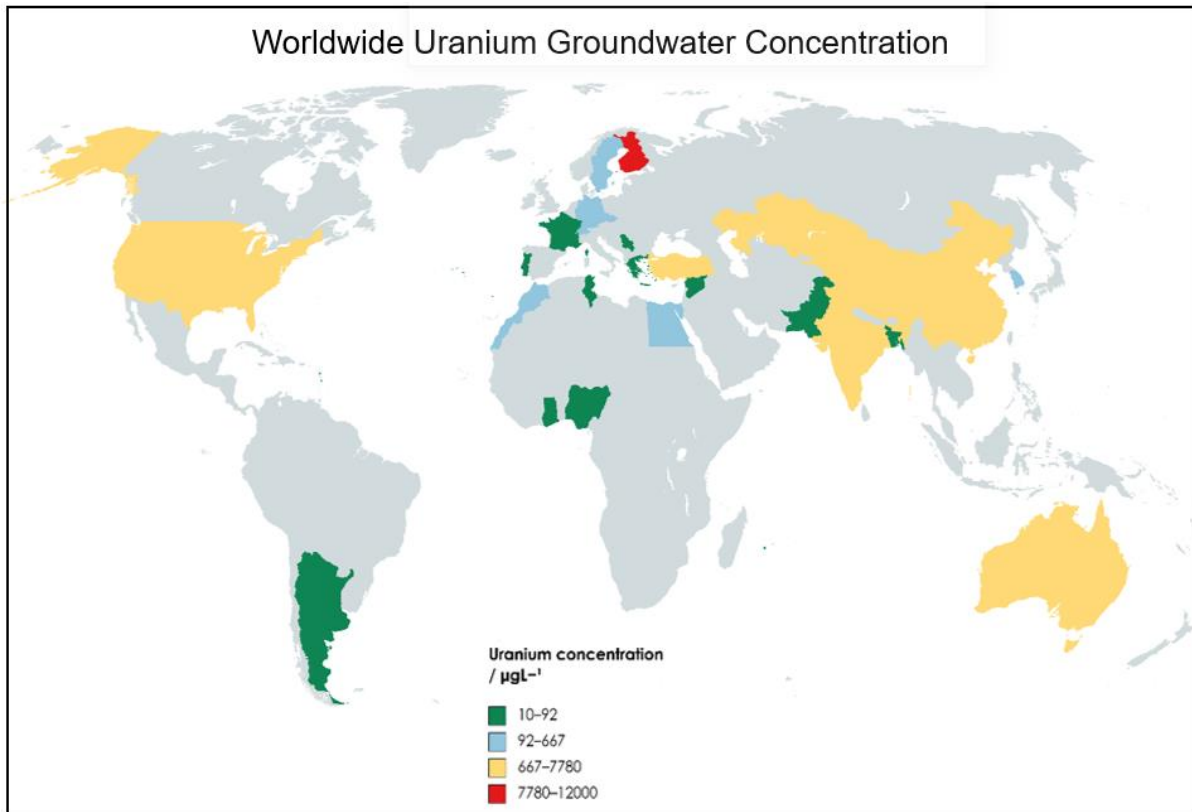 Worldwide Uranium Groundwater Concentration
Uranium concentration
/ µgL–¹
10–92
92–667
667–7780
7780–12000